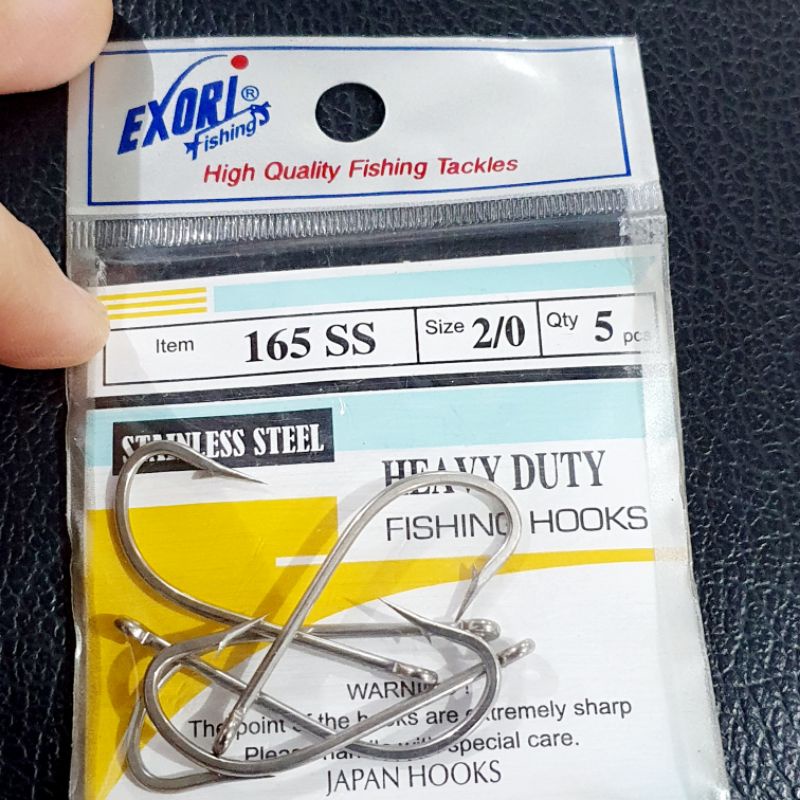 EXORI®
fishing
High Quality Fishing Tackles
Item 165 SS Size 2/0 Qty 5 pcs
STAINLESS STEEL
HEAVY DUTY
FISHING HOOKS
WARNING!
The point of the hooks are extremely sharp
Please handle with special care.
JAPAN HOOKS